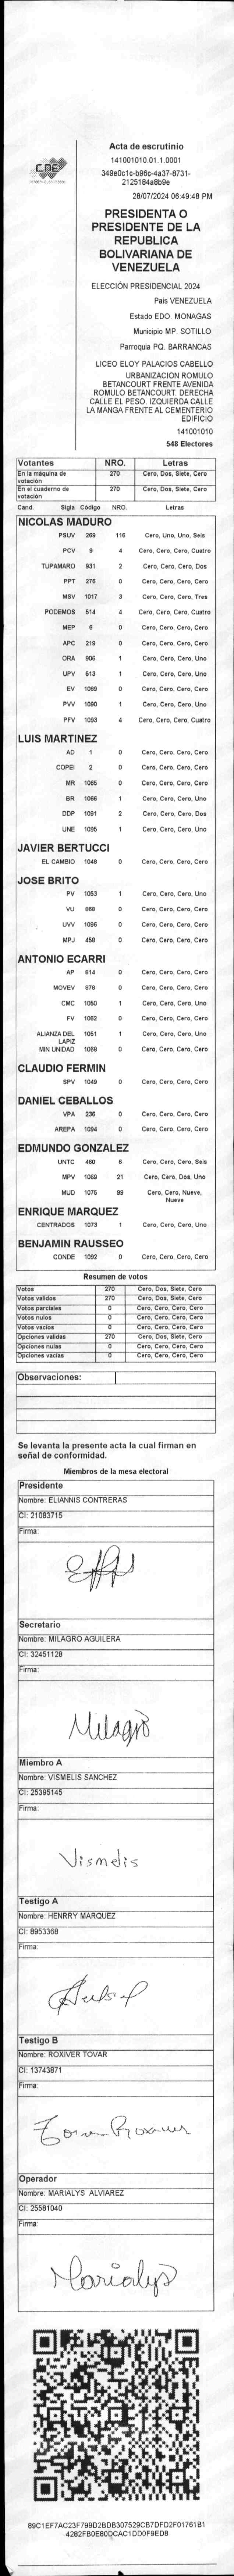 CNE
Acta de escrutinio
141001010.01.1.0001
349e0c1c-b96c-4a37-8731-
2125184a8b9e
28/07/2024 06:49:48 PM
PRESIDENTA O
PRESIDENTE DE LA
REPUBLICA
BOLIVARIANA DE
VENEZUELA
ELECCIÓN PRESIDENCIAL 2024
Pais VENEZUELA
Estado EDO. MONAGAS
Municipio MP. SOTILLO
Parroquia PQ. BARRANCAS
LICEO ELOY PALACIOS CABELLO
URBANIZACION ROMULO
BETANCOURT FRENTE AVENIDA
ROMULO BETANCOURT. DERECHA
CALLE EL PESO. IZQUIERDA CALLE
LA MANGA FRENTE AL CEMENTERIO
EDIFICIO
141001010
548 Electores
Votantes NRO. Letras
En la máquina de votación 270 Cero, Dos, Siete, Cero
En el cuaderno de votación 270 Cero, Dos, Siete, Cero
Cand. Sigla Código NRO. Letras
NICOLAS MADURO
PSUV 269 116 Cero, Uno, Uno, Seis
PCV 9 4 Cero, Cero, Cero, Cuatro
TUPAMARO 931 2 Cero, Cero, Cero, Dos
PPT 276 0 Cero, Cero, Cero, Cero
MSV 1017 3 Cero, Cero, Cero, Tres
PODEMOS 514 4 Cero, Cero, Cero, Cuatro
MEP 6 0 Cero, Cero, Cero, Cero
APC 219 0 Cero, Cero, Cero, Cero
ORA 906 1 Cero, Cero, Cero, Uno
UPV 513 1 Cero, Cero, Cero, Uno
EV 1089 0 Cero, Cero, Cero, Cero
PVV 1090 1 Cero, Cero, Cero, Uno
PFV 1093 4 Cero, Cero, Cero, Cuatro
LUIS MARTINEZ
AD 1 0 Cero, Cero, Cero, Cero
COPEI 2 0 Cero, Cero, Cero, Cero
MR 1065 0 Cero, Cero, Cero, Cero
BR 1066 1 Cero, Cero, Cero, Uno
DDP 1091 2 Cero, Cero, Cero, Dos
UNE 1095 1 Cero, Cero, Cero, Uno
JAVIER BERTUCCI
EL CAMBIO 1048 0 Cero, Cero, Cero, Cero
JOSE BRITO
PV 1053 1 Cero, Cero, Cero, Uno
VU 868 0 Cero, Cero, Cero, Cero
UVV 1096 0 Cero, Cero, Cero, Cero
MPJ 458 0 Cero, Cero, Cero, Cero
ANTONIO ECARRI
AP 814 0 Cero, Cero, Cero, Cero
MOVEV 878 0 Cero, Cero, Cero, Cero
CMC 1050 1 Cero, Cero, Cero, Uno
FV 1062 0 Cero, Cero, Cero, Cero
ALIANZA DEL LAPIZ 1051 1 Cero, Cero, Cero, Uno
MIN UNIDAD 1068 0 Cero, Cero, Cero, Cero
CLAUDIO FERMIN
SPV 1049 0 Cero, Cero, Cero, Cero
DANIEL CEBALLOS
VPA 236 0 Cero, Cero, Cero, Cero
AREPA 1094 0 Cero, Cero, Cero, Cero
EDMUNDO GONZALEZ
UNTC 460 6 Cero, Cero, Cero, Seis
MPV 1069 21 Cero, Cero, Dos, Uno
MUD 1075 99 Cero, Cero, Nueve, Nueve
ENRIQUE MARQUEZ
CENTRADOS 1073 1 Cero, Cero, Cero, Uno
BENJAMIN RAUSSEO
CONDE 1092 0 Cero, Cero, Cero, Cero
Resumen de votos
Votos 270 Cero, Dos, Siete, Cero
Votos validos 270 Cero, Dos, Siete, Cero
Votos parciales 0 Cero, Cero, Cero, Cero
Votos nulos 0 Cero, Cero, Cero, Cero
Votos vacíos 0 Cero, Cero, Cero, Cero
Opciones validas 270 Cero, Dos, Siete, Cero
Opciones nulas 0 Cero, Cero, Cero, Cero
Opciones vacias 0 Cero, Cero, Cero, Cero
Observaciones:
Se levanta la presente acta la cual firman en
señal de conformidad.
Miembros de la mesa electoral
Presidente
Nombre: ELIANNIS CONTRERAS
CI: 21083715
Firma:
Secretario
Nombre: MILAGRO AGUILERA
CI: 32451128
Firma:
Milagro
Miembro A
Nombre: VISMELIS SANCHEZ
CI: 25395145
Firma:
Vismelis
Testigo A
Nombre: HENRRY MARQUEZ
CI: 8953368
Firma:
Testigo B
Nombre: ROXIVER TOVAR
CI: 13743871
Firma:
Operador
Nombre: MARIALYS ALVIAREZ
CI: 25581040
Firma:
Marialys
89C1EF7AC23F799D2BDB307529CB7DFD2F01761B1
4282FB0E80DCAC1DD0F9ED8